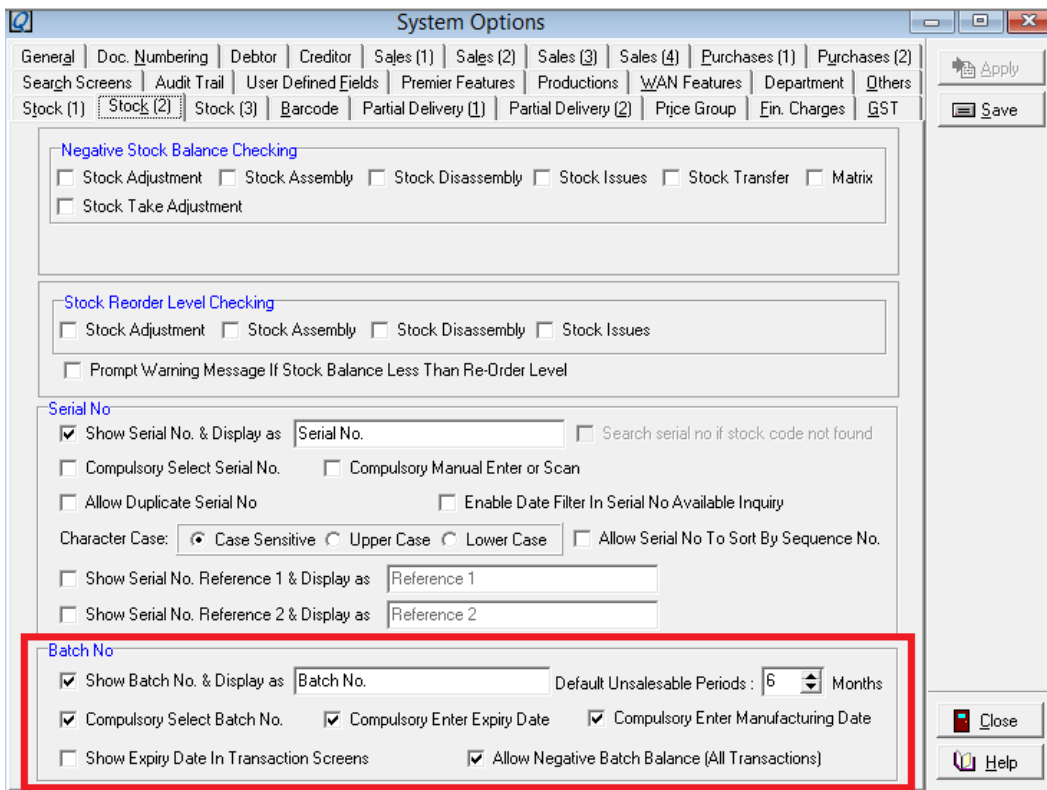 System Options
General Doc. Numbering Debtor Creditor Sales (1) Sales (2) Sales (3) Sales (4) Purchases (1) Purchases (2)
Search Screens Audit Trail User Defined Fields Premier Features Productions WAN Features Department Others
Stock (1) Stock (2) Stock (3) Barcode Partial Delivery (1) Partial Delivery (2) Price Group Fin. Charges GST
Apply
Save
Negative Stock Balance Checking
Stock Adjustment Stock Assembly Stock Disassembly Stock Issues Stock Transfer Matrix
Stock Take Adjustment
Stock Reorder Level Checking
Stock Adjustment Stock Assembly Stock Disassembly Stock Issues
Prompt Warning Message If Stock Balance Less Than Re-Order Level
Serial No
Show Serial No. & Display as Serial No. Search serial no if stock code not found
Compulsory Select Serial No. Compulsory Manual Enter or Scan
Allow Duplicate Serial No Enable Date Filter In Serial No Available Inquiry
Character Case: Case Sensitive Upper Case Lower Case Allow Serial No To Sort By Sequence No.
Show Serial No. Reference 1 & Display as Reference 1
Show Serial No. Reference 2 & Display as Reference 2
Batch No
Show Batch No. & Display as Batch No. Default Unsalesable Periods : 6 Months
Compulsory Select Batch No. Compulsory Enter Expiry Date Compulsory Enter Manufacturing Date
Show Expiry Date In Transaction Screens Allow Negative Batch Balance (All Transactions)
Close
Help